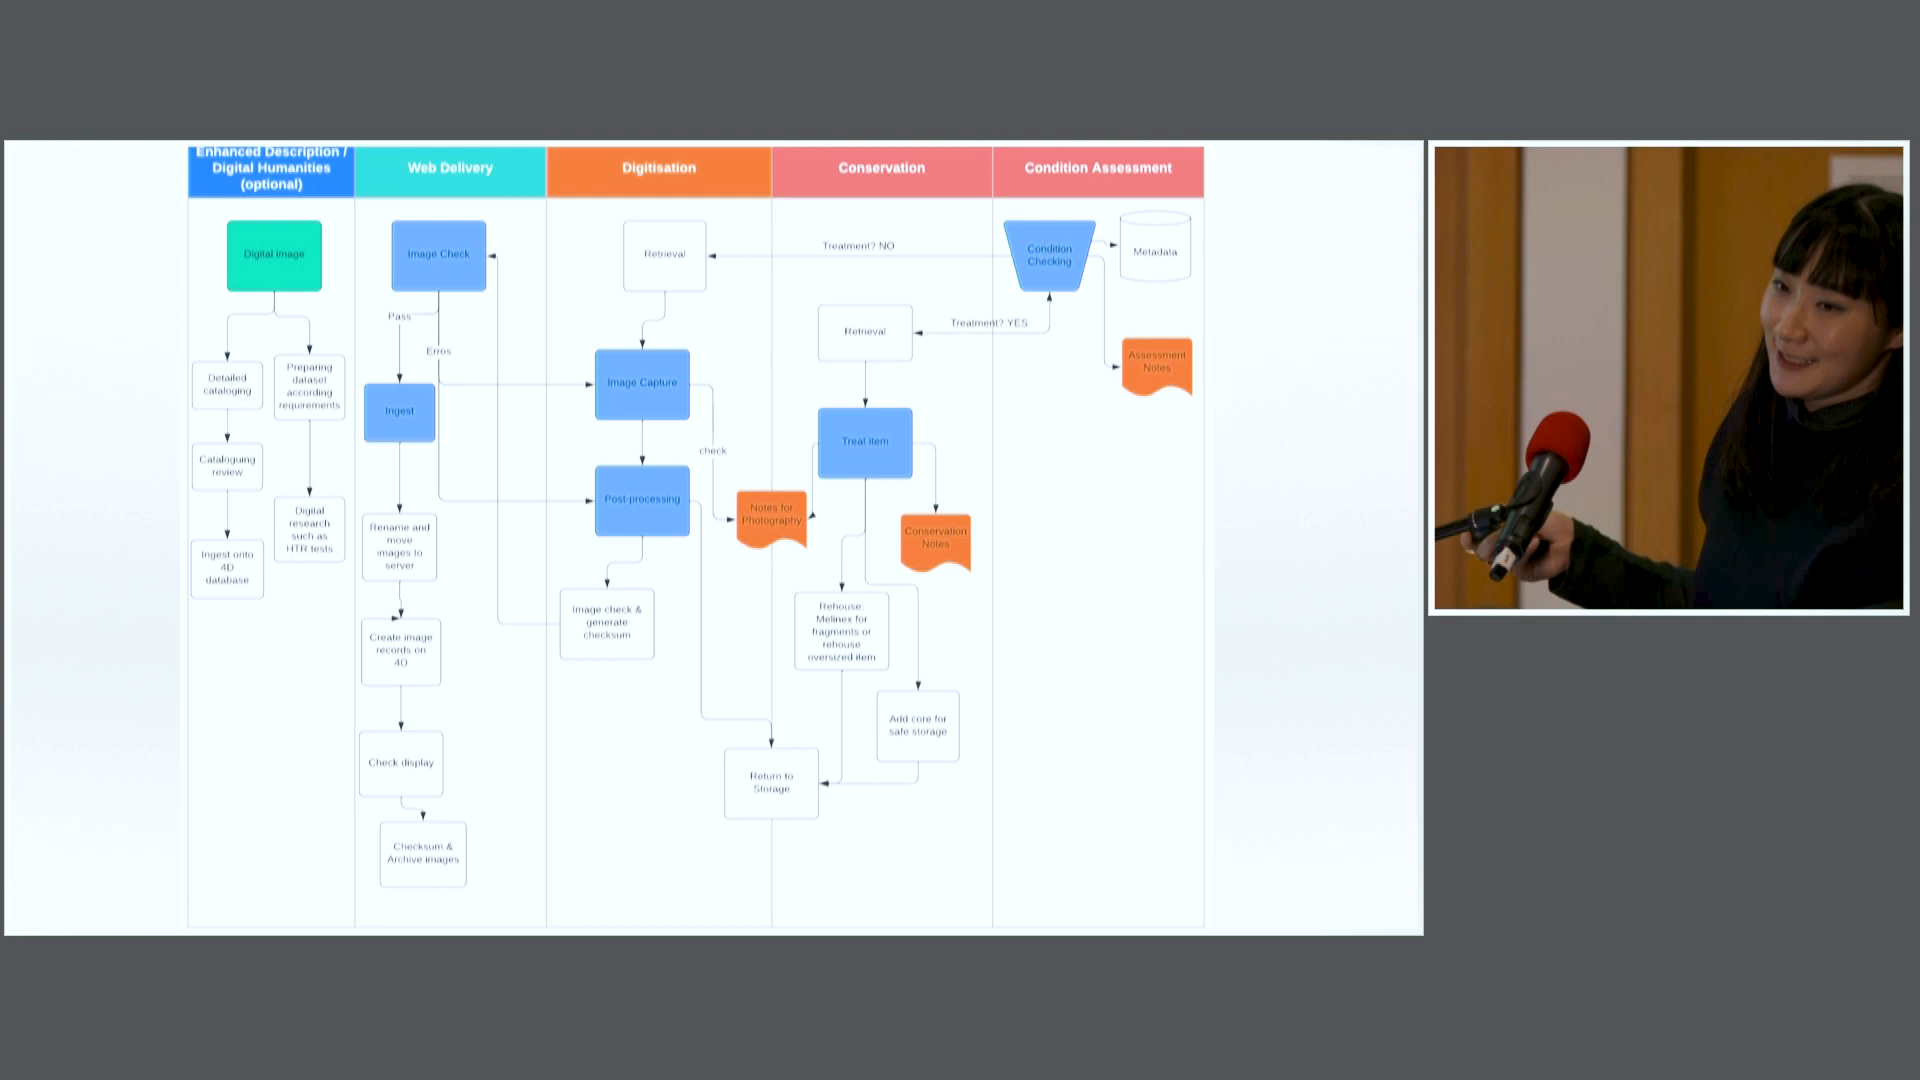 Enhanced Description /
Digital Humanities
(optional)
Web Delivery
Digitisation
Conservation
Condition Assessment
Digital image
Detailed
cataloging
Preparing
dataset
according
requirements
Cataloguing
review
Digital
research
such as
HTR tests
Ingest onto
4D
database
Image Check
Pass
Erros
Ingest
Rename and
move
images to
server
Create image
records on
4D
Check display
Checksum &
Archive images
Retrieval
Image Capture
check
Post-processing
Image check &
generate
checksum
Notes for
Photography
Return to
Storage
Treatment? NO
Retrieval
Treatment? YES
Treat item
Conservation
Notes
Rehouse:
Melinex for
fragments or
rehouse
oversized item
Add core for
safe storage
Condition
Checking
Metadata
Assessment
Notes